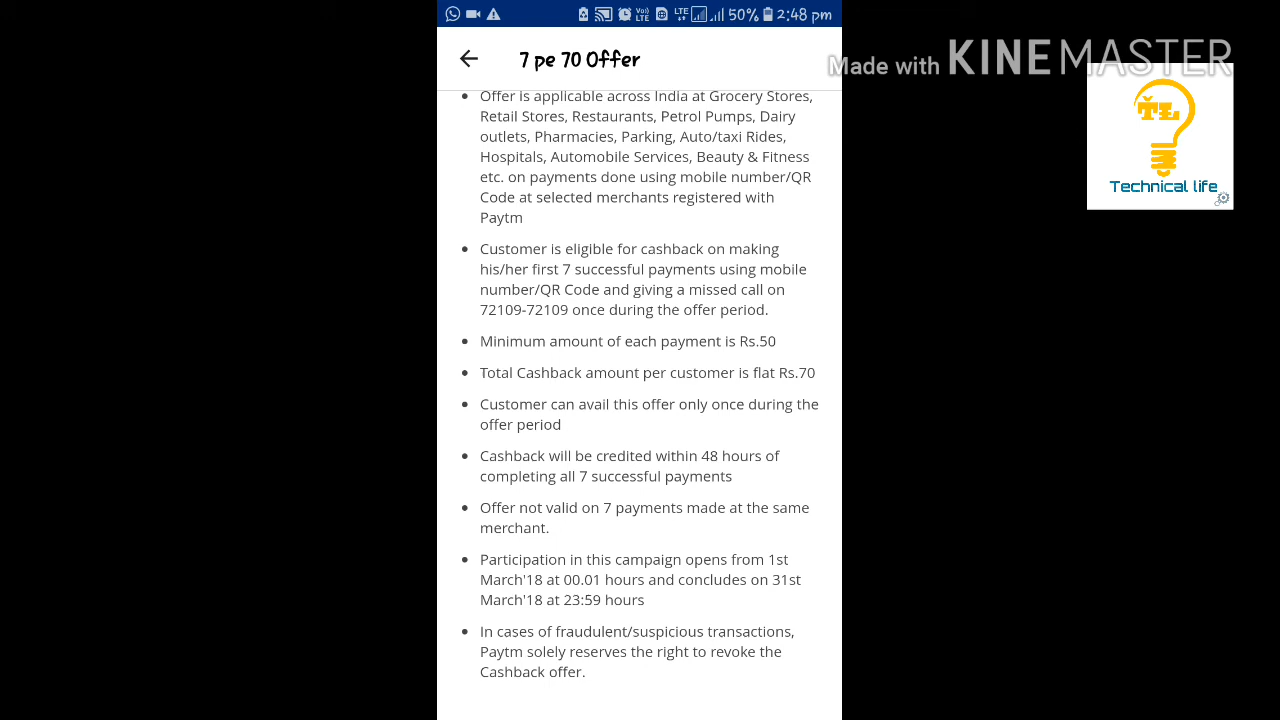 Vo))
LTE
LTE
50%
2:48 pm
7 pe 70 Offer
Made with KINEMASTER
TL
Technical life
• Offer is applicable across India at Grocery Stores,
Retail Stores, Restaurants, Petrol Pumps, Dairy
outlets, Pharmacies, Parking, Auto/taxi Rides,
Hospitals, Automobile Services, Beauty & Fitness
etc. on payments done using mobile number/QR
Code at selected merchants registered with
Paytm
• Customer is eligible for cashback on making
his/her first 7 successful payments using mobile
number/QR Code and giving a missed call on
72109-72109 once during the offer period.
• Minimum amount of each payment is Rs.50
• Total Cashback amount per customer is flat Rs.70
• Customer can avail this offer only once during the
offer period
• Cashback will be credited within 48 hours of
completing all 7 successful payments
• Offer not valid on 7 payments made at the same
merchant.
• Participation in this campaign opens from 1st
March'18 at 00.01 hours and concludes on 31st
March'18 at 23:59 hours
• In cases of fraudulent/suspicious transactions,
Paytm solely reserves the right to revoke the
Cashback offer.